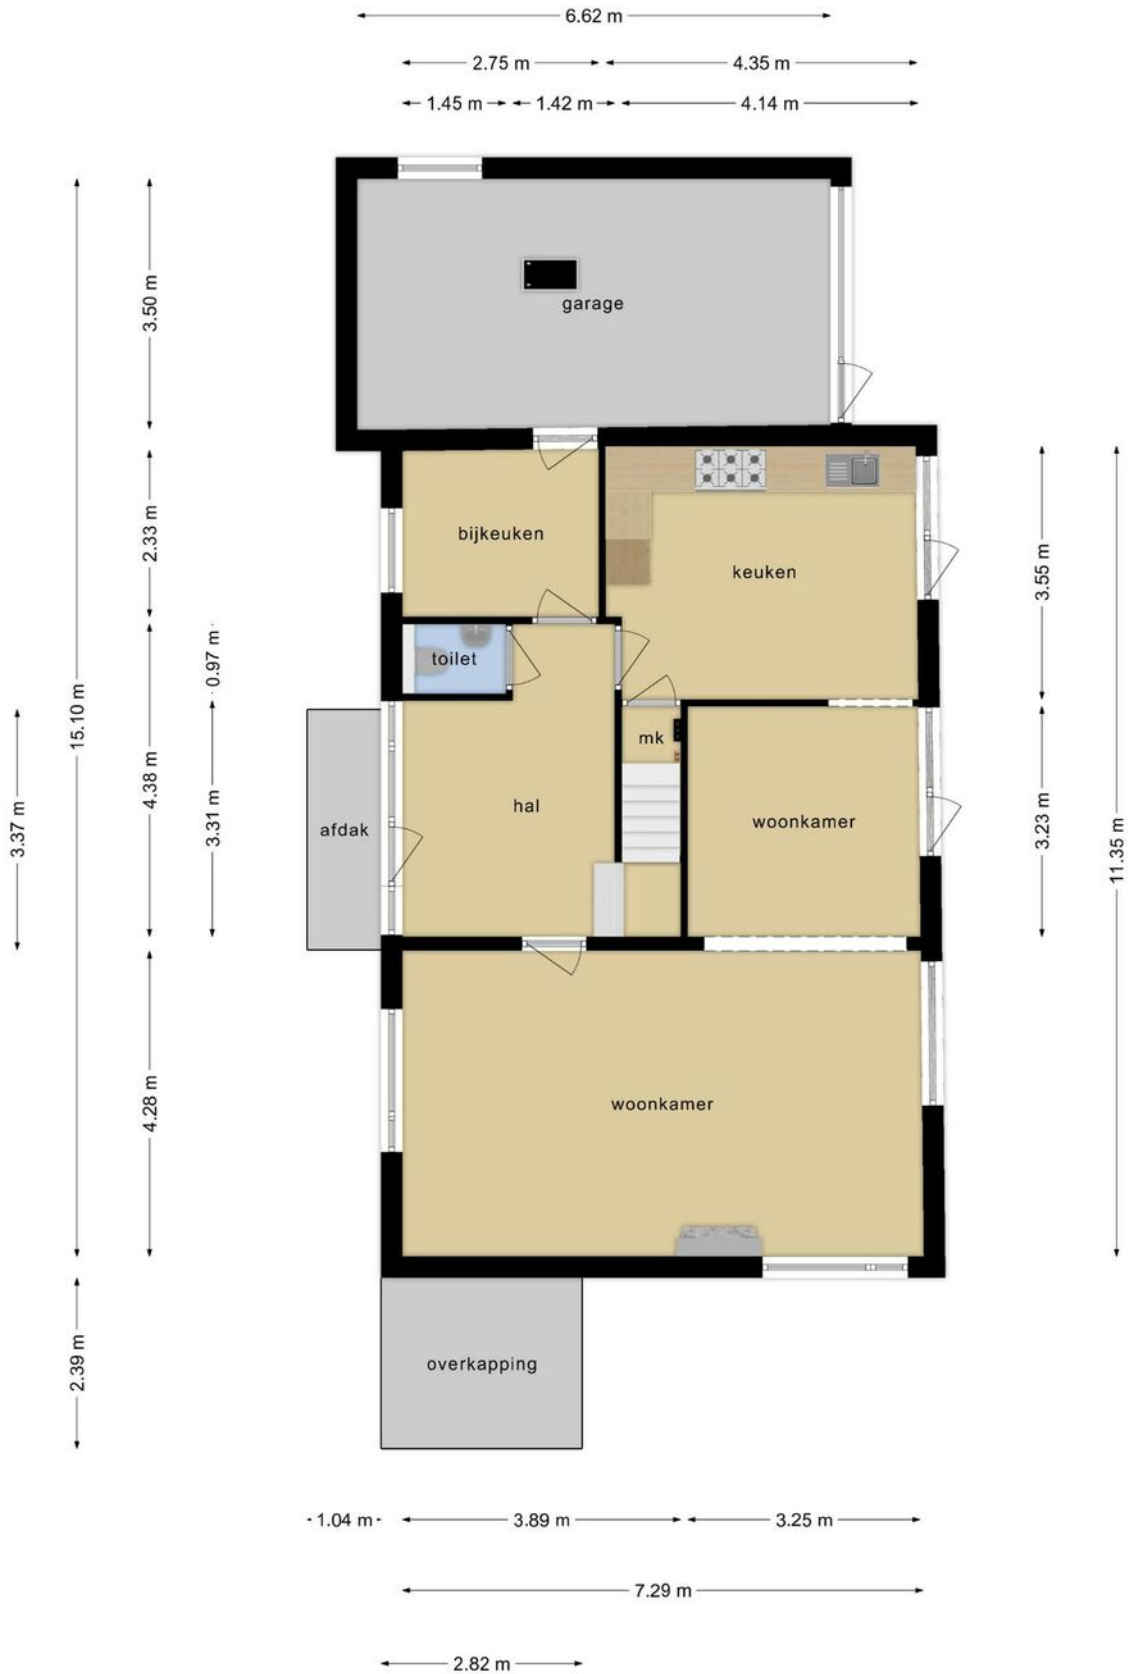 6.62 m
2.75 m
4.35 m
1.45 m
1.42 m
4.14 m
garage
3.50 m
bijkeuken
keuken
2.33 m
3.55 m
toilet
0.97 m
15.10 m
mk
hal
woonkamer
afdak
3.37 m
4.38 m
3.31 m
3.23 m
11.35 m
woonkamer
4.28 m
overkapping
2.39 m
1.04 m
3.89 m
3.25 m
7.29 m
2.82 m